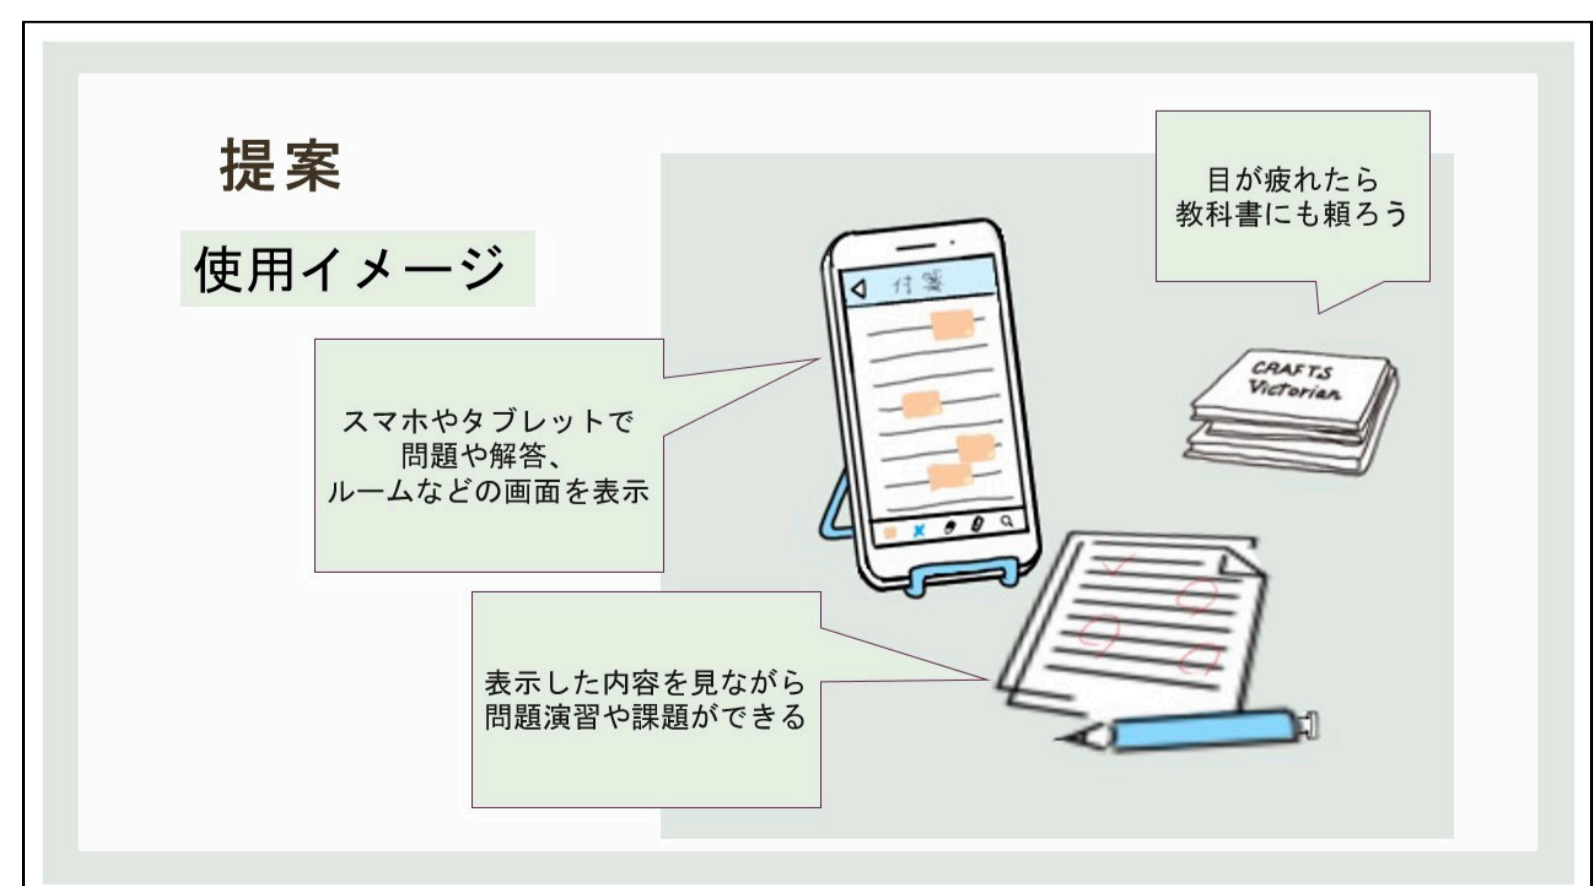 提案
使用イメージ
目が疲れたら
教科書にも頼ろう
付箋
スマホやタブレットで
問題や解答、
ルームなどの画面を表示
CRAFTS
Victorian
表示した内容を見ながら
問題演習や課題ができる